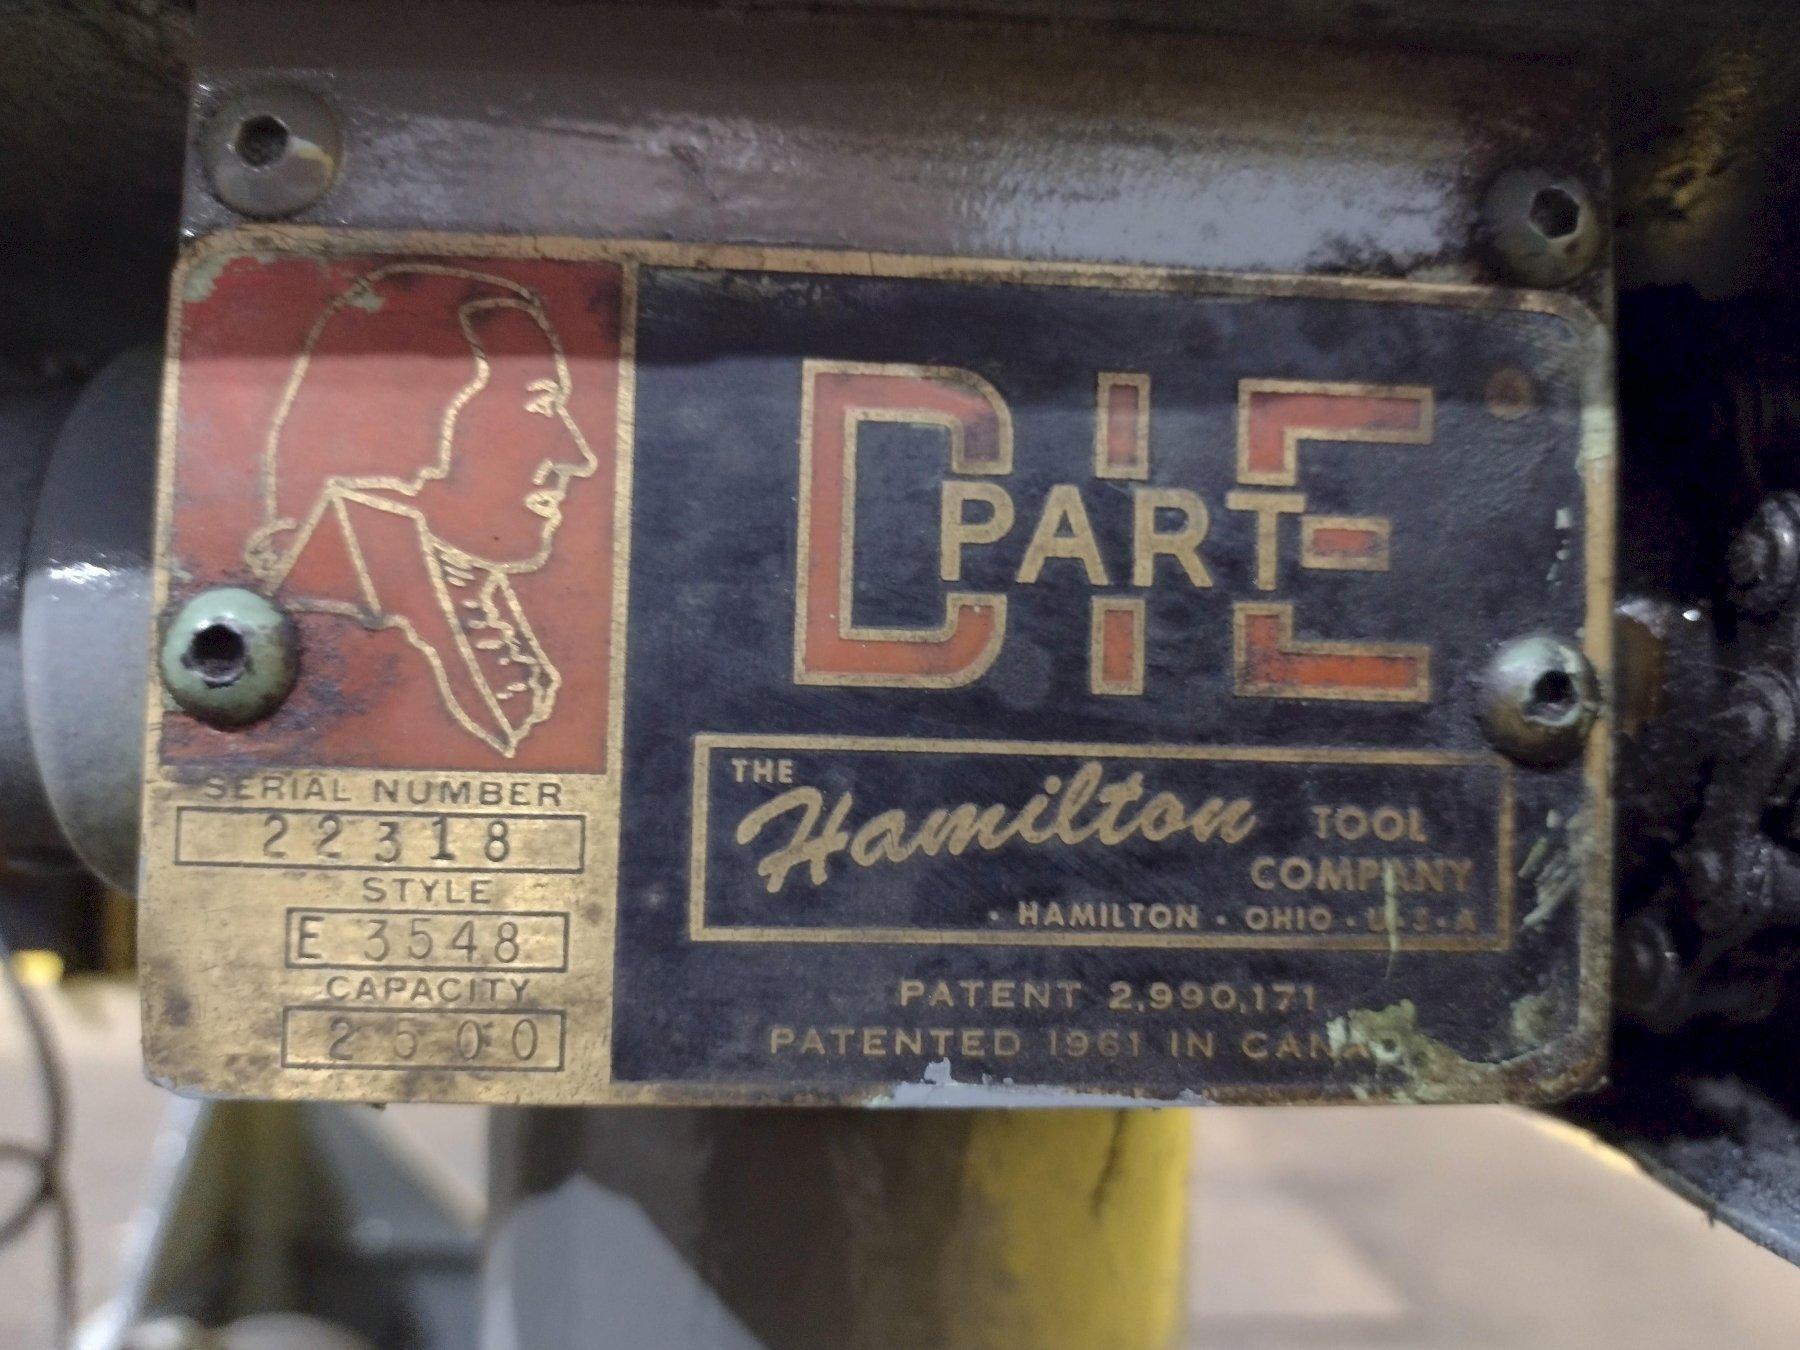 DIE
PART
THE
Hamilton TOOL
COMPANY
• HAMILTON • OHIO • U•S•A
PATENT 2,990,171
PATENTED 1961 IN CANADA
SERIAL NUMBER
22318
STYLE
E 3548
CAPACITY
2500